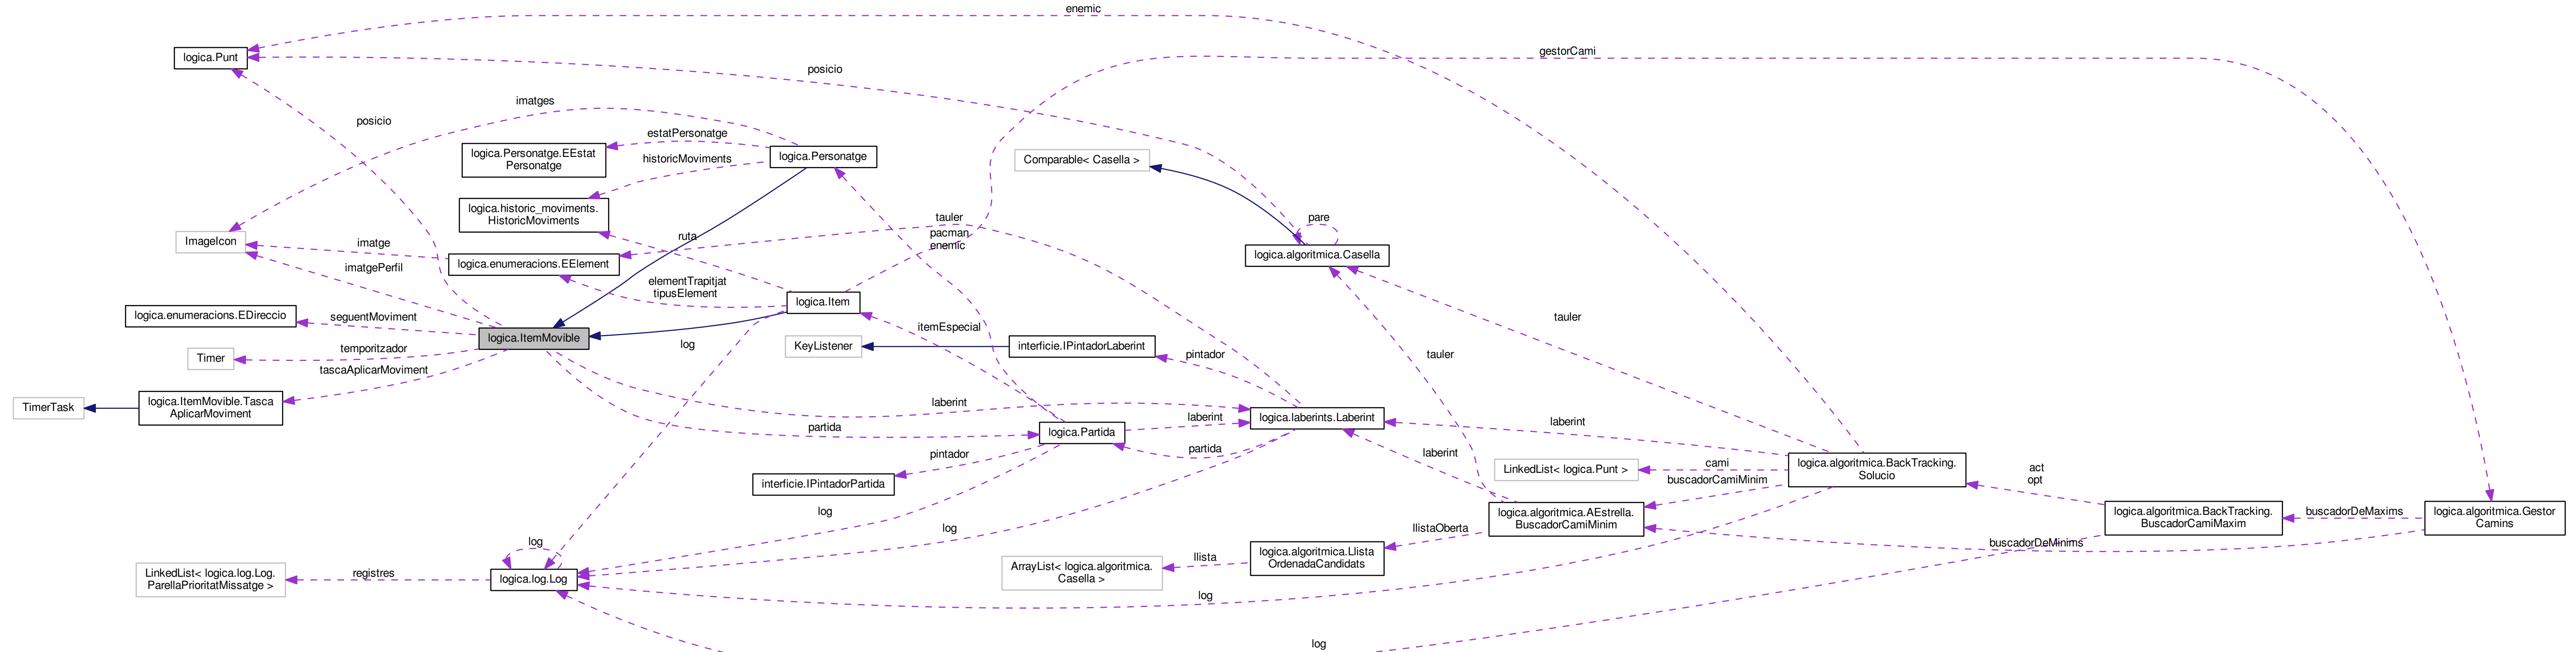 enemic
gestorCami
logica.Punt
posicio
imatges
posicio
estatPersonatge
logica.Personatge.EEstat
Personatge
logica.Personatge
Comparable< Casella >
historicMoviments
logica.historic_moviments.
HistoricMoviments
tauler
pare
pacman
enemic
ruta
ImageIcon
imatge
logica.algoritmica.Casella
logica.enumeracions.EElement
imatgePerfil
elementTrapitjat
tipusElement
logica.Item
logica.enumeracions.EDireccio
seguentMoviment
tauler
itemEspecial
logica.ItemMovible
log
KeyListener
interficie.IPintadorLaberint
pintador
tauler
Timer
temporitzador
tascaAplicarMoviment
TimerTask
logica.ItemMovible.Tasca
AplicarMoviment
laberint
partida
logica.Partida
laberint
logica.laberints.Laberint
laberint
partida
pintador
laberint
interficie.IPintadorPartida
LinkedList< logica.Punt >
cami
buscadorCamiMinim
logica.algoritmica.BackTracking.
Solucio
act
opt
log
log
llistaOberta
logica.algoritmica.AEstrella.
BuscadorCamiMinim
logica.algoritmica.BackTracking.
BuscadorCamiMaxim
buscadorDeMaxims
logica.algoritmica.Gestor
Camins
buscadorDeMinims
log
LinkedList< logica.log.Log.
ParellaPrioritatMissatge >
registres
logica.log.Log
ArrayList< logica.algoritmica.
Casella >
llista
logica.algoritmica.Llista
OrdenadaCandidats
log
log